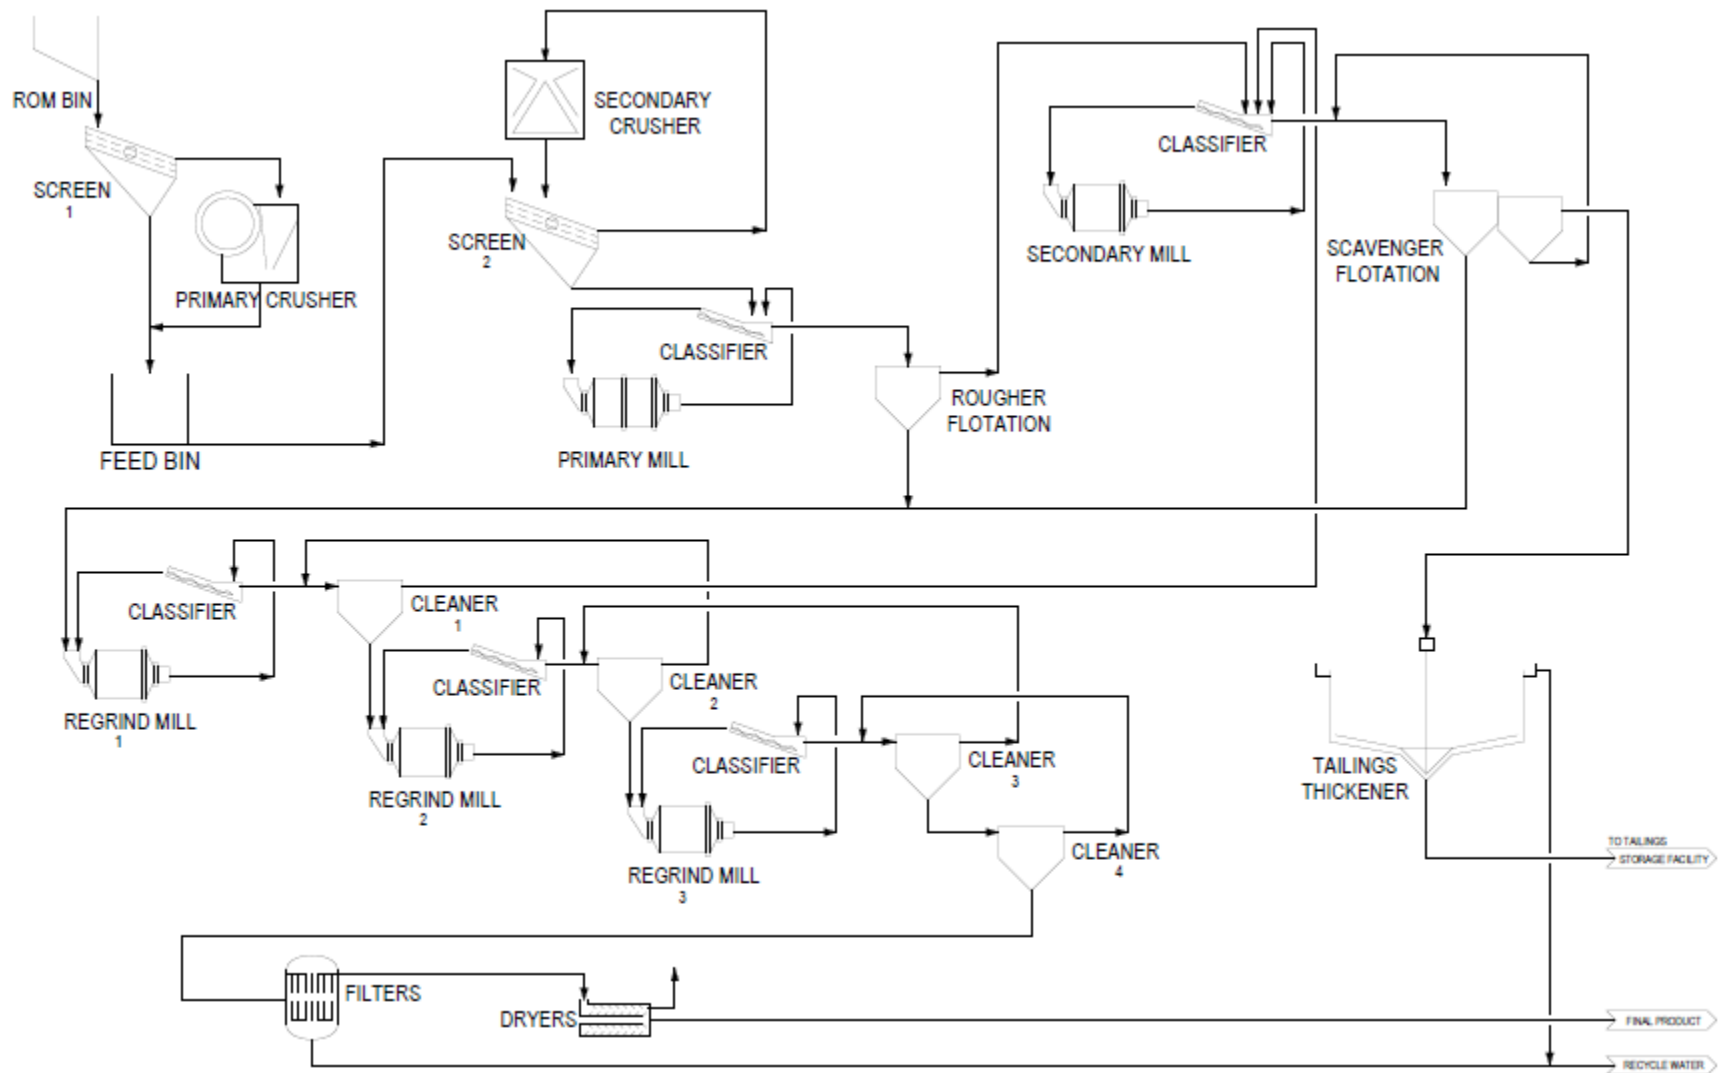 ROM BIN
SCREEN
1
PRIMARY CRUSHER
FEED BIN
SECONDARY
CRUSHER
SCREEN
2
CLASSIFIER
PRIMARY MILL
ROUGHER
FLOTATION
CLASSIFIER
SECONDARY MILL
SCAVENGER
FLOTATION
CLASSIFIER
REGRIND MILL
1
CLEANER
1
CLASSIFIER
REGRIND MILL
2
CLEANER
2
CLASSIFIER
REGRIND MILL
3
CLEANER
3
CLEANER
4
TAILINGS
THICKENER
TO TAILINGS
STORAGE FACILITY
FILTERS
DRYERS
FINAL PRODUCT
RECYCLE WATER